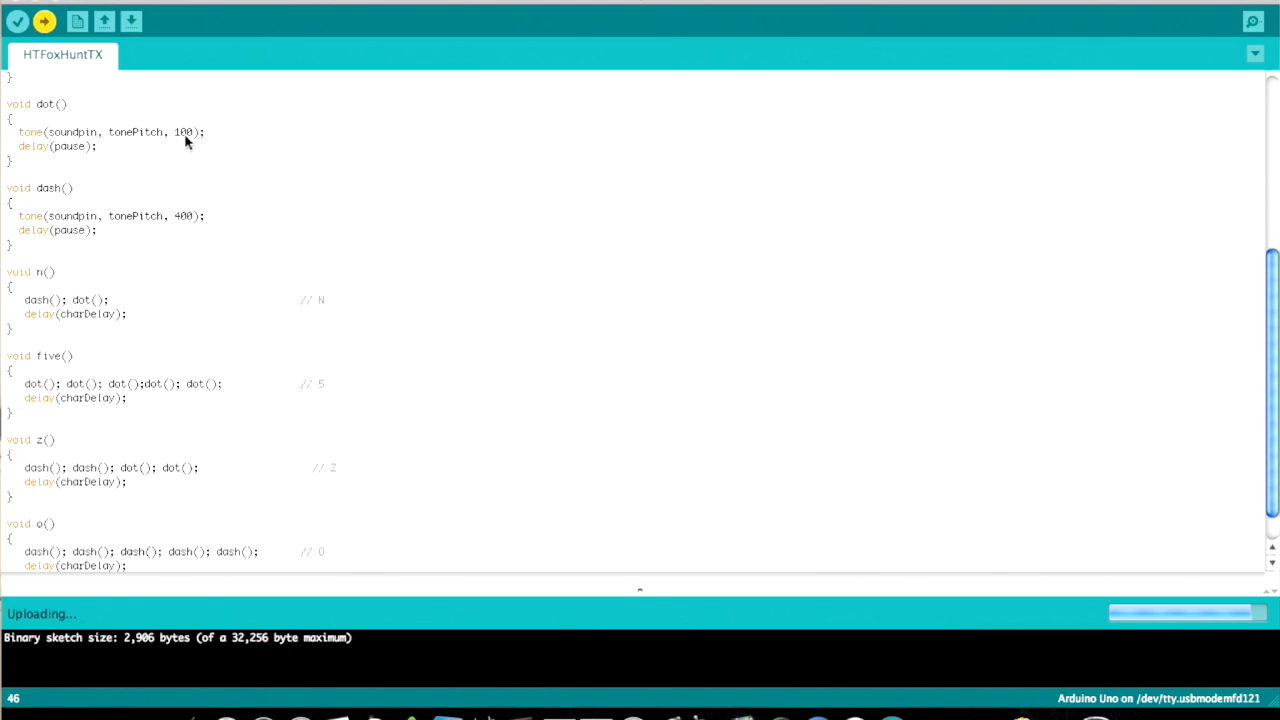 HTFoxHuntTX
}
void dot()
{
tone(soundpin, tonePitch, 100);
delay(pause);
}
void dash()
{
tone(soundpin, tonePitch, 400);
delay(pause);
}
void n()
{
dash(); dot(); // N
delay(charDelay);
}
void five()
{
dot(); dot(); dot();dot(); dot(); // 5
delay(charDelay);
}
void z()
{
dash(); dash(); dot(); dot(); // Z
delay(charDelay);
}
void o()
{
dash(); dash(); dash(); dash(); dash(); // O
delay(charDelay);
Uploading...
Binary sketch size: 2,906 bytes (of a 32,256 byte maximum)
46
Arduino Uno on /dev/tty.usbmodemfd121